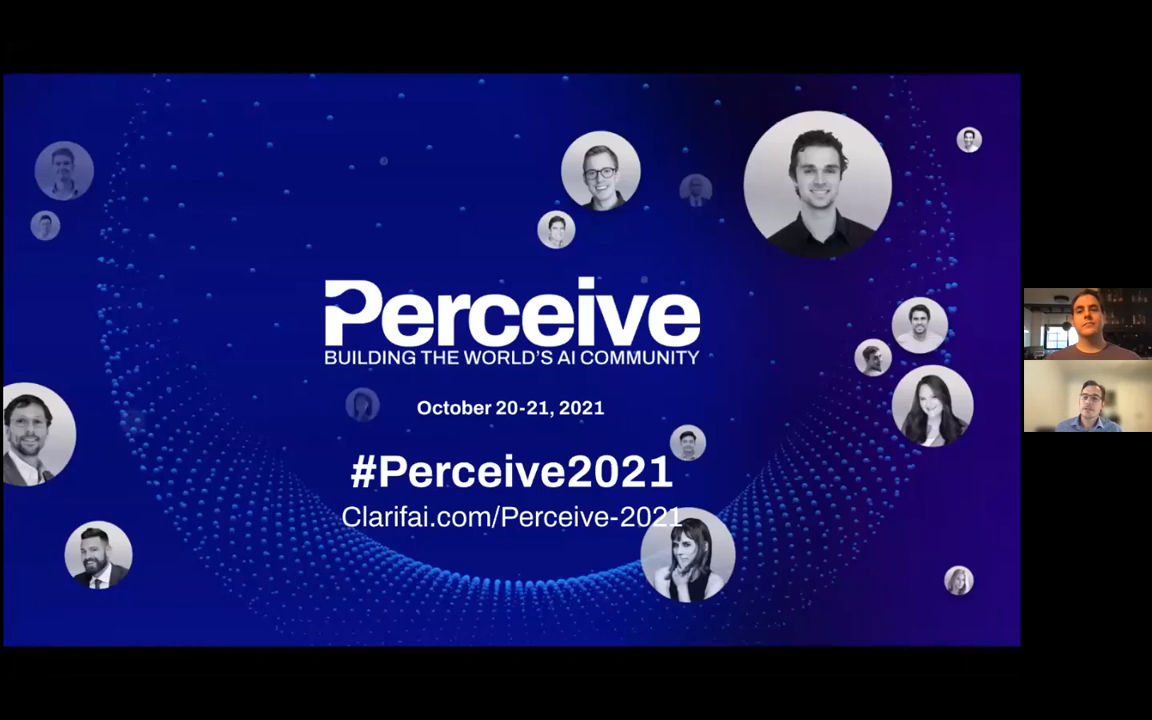 Perceive
BUILDING THE WORLD'S AI COMMUNITY
October 20-21, 2021
#Perceive2021
Clarifai.com/Perceive-2021